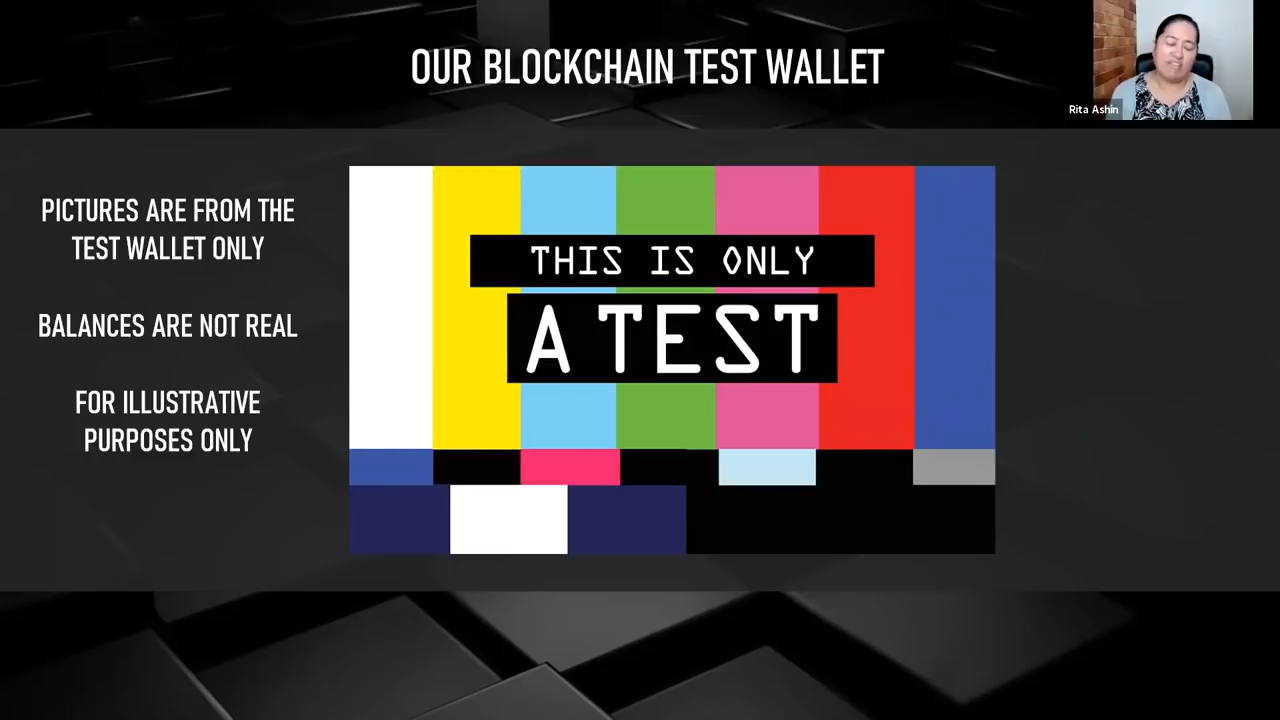 OUR BLOCKCHAIN TEST WALLET
Rita Ashin
PICTURES ARE FROM THE
TEST WALLET ONLY
BALANCES ARE NOT REAL
FOR ILLUSTRATIVE
PURPOSES ONLY
THIS IS ONLY
A TEST